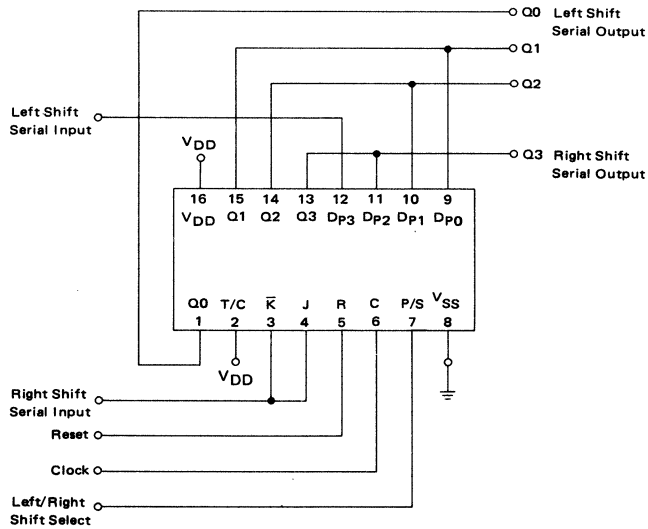 Q0 Left Shift
Serial Output
Q1
Q2
Left Shift
Serial Input
VDD
Q3 Right Shift
Serial Output
16 15 14 13 12 11 10 9
VDD Q1 Q2 Q3 DP3 DP2 DP1 DP0
Q0 T/C K̅ J R C P/S VSS
1 2 3 4 5 6 7 8
VDD
Right Shift
Serial Input
Reset
Clock
Left/Right
Shift Select